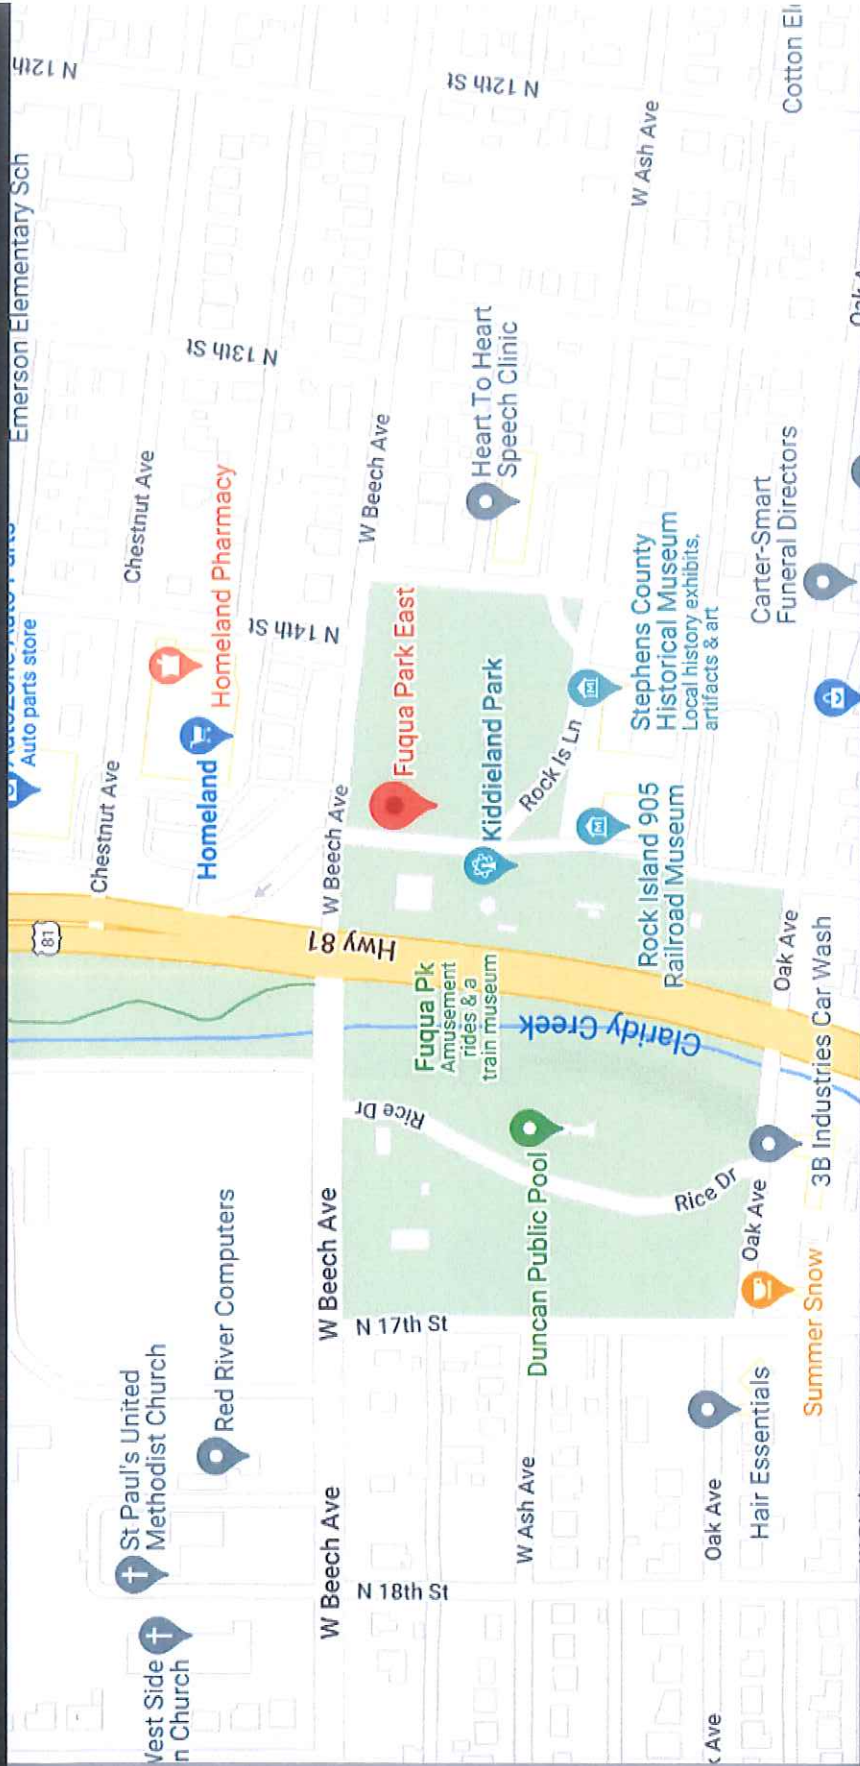 St Paul's United
Methodist Church
Red River Computers
Church
W Beech Ave
W Beech Ave
W Beech Ave
W Beech Ave
N 18th St
N 17th St
W Ash Ave
Oak Ave
Hair Essentials
Summer Snow
Oak Ave
3B Industries Car Wash
Oak Ave
Duncan Public Pool
Rice Dr
Rice Dr
Claridy Creek
Fuqua Pk
Amusement
rides & a
train museum
81
Hwy 81
Chestnut Ave
Chestnut Ave
Auto parts store
Homeland
Homeland Pharmacy
N 14th St
N 13th St
N 12th
N 12th St
Emerson Elementary Sch
Fuqua Park East
Kiddieland Park
Rock Is Ln
Rock Island 905
Railroad Museum
Stephens County
Historical Museum
Local history exhibits,
artifacts & art
Heart To Heart
Speech Clinic
Carter-Smart
Funeral Directors
W Ash Ave
Cotton El
Ave